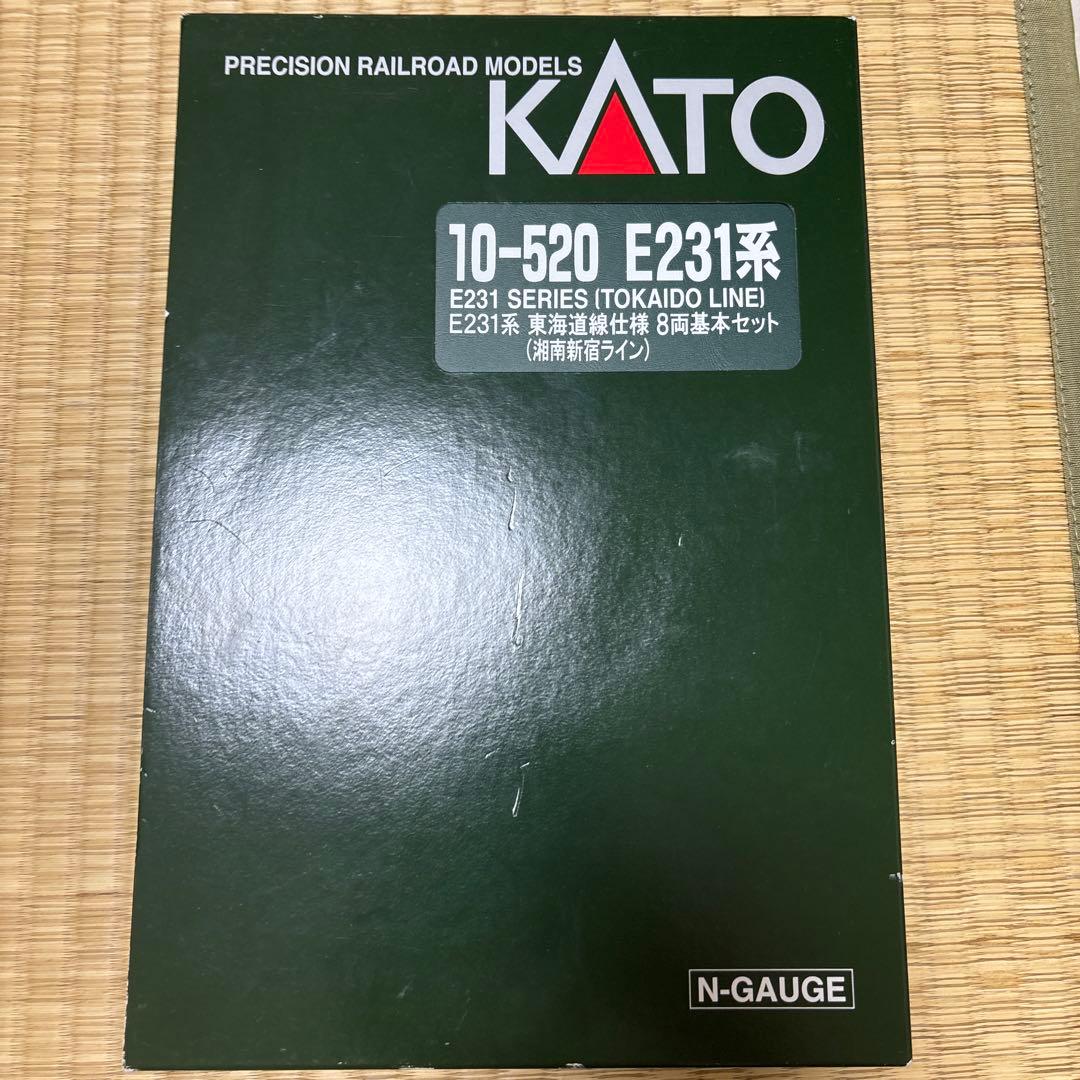 PRECISION RAILROAD MODELS
KATO
10-520 E231系
E231 SERIES (TOKAIDO LINE)
E231系 東海道線仕様 8両基本セット
(湘南新宿ライン)
N-GAUGE